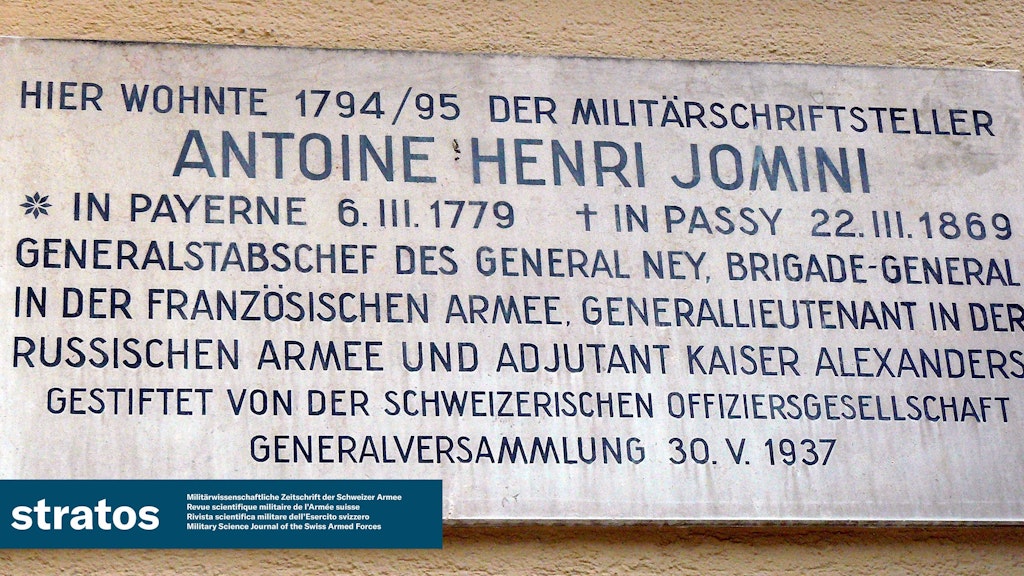 HIER WOHNTE 1794/95 DER MILITÄRSCHRIFTSTELLER
ANTOINE HENRI JOMINI
* IN PAYERNE 6.III.1779 † IN PASSY 22.III.1869
GENERALSTABSCHEF DES GENERAL NEY, BRIGADE-GENERAL
IN DER FRANZÖSISCHEN ARMEE, GENERALLIEUTENANT IN DER
RUSSISCHEN ARMEE UND ADJUTANT KAISER ALEXANDERS
GESTIFTET VON DER SCHWEIZERISCHEN OFFIZIERSGESELLSCHAFT
GENERALVERSAMMLUNG 30.V.1937
stratos
Militärwissenschaftliche Zeitschrift der Schweizer Armee
Revue scientifique militaire de l'Armée suisse
Rivista scientifica militare dell'Esercito svizzero
Military Science Journal of the Swiss Armed Forces